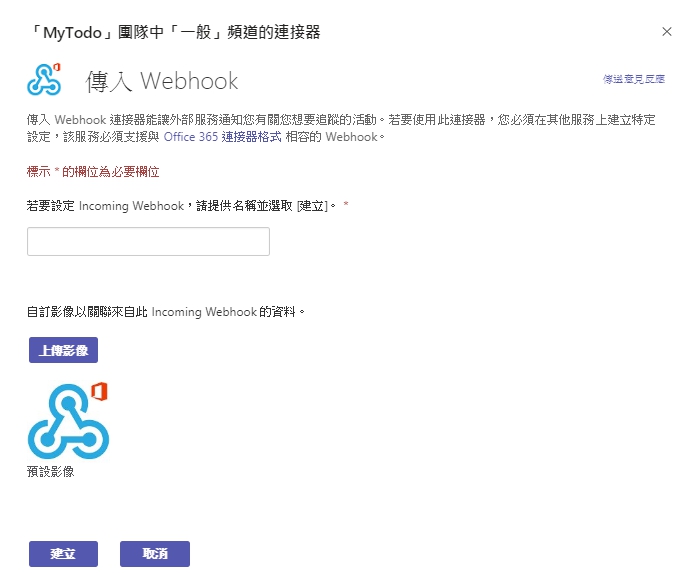 「MyTodo」團隊中「一般」頻道的連接器
傳入 Webhook
傳送意見反應
傳入 Webhook 連接器能讓外部服務通知您有關您想要追蹤的活動。若要使用此連接器，您必須在其他服務上建立特定
設定，該服務必須支援與 Office 365 連接器格式 相容的 Webhook。
標示 * 的欄位為必要欄位
若要設定 Incoming Webhook，請提供名稱並選取 [建立]。 *
自訂影像以關聯來自此 Incoming Webhook 的資料。
上傳影像
預設影像
建立 取消